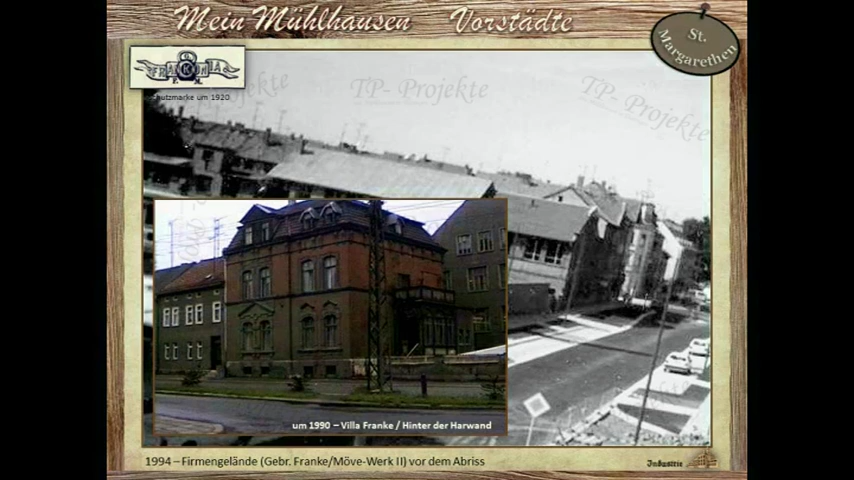 Mein Mühlhausen Vorstädte
St. Margarethen
FRANKONIA
F. M.
Schutzmarke um 1920
TP- Projekte
TP- Projekte
um 1990 – Villa Franke / Hinter der Harwand
1994 – Firmengelände (Gebr. Franke/Möve-Werk II) vor dem Abriss
Industrie